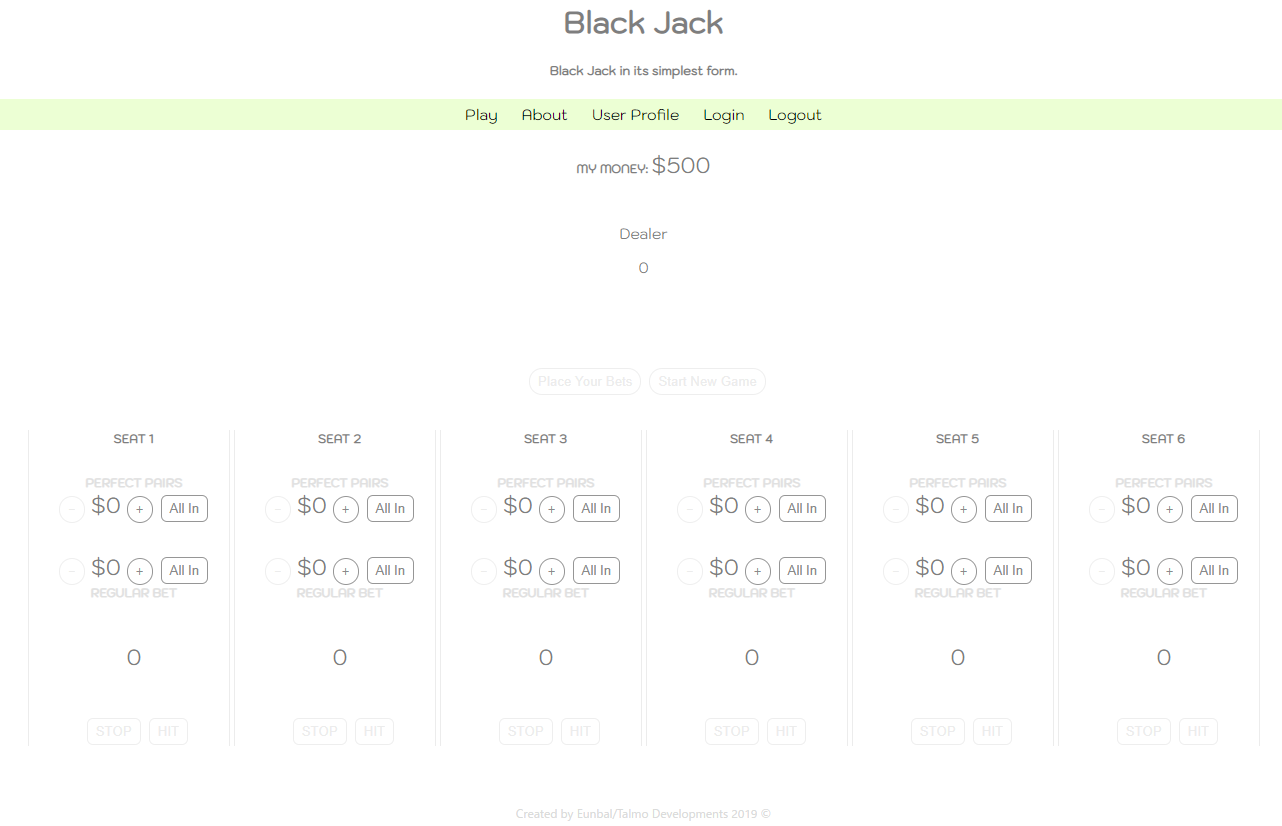 Black Jack
Black Jack in its simplest form.
Play About User Profile Login Logout
MY MONEY: $500
Dealer
0
Place Your Bets Start New Game
SEAT 1 SEAT 2 SEAT 3 SEAT 4 SEAT 5 SEAT 6
PERFECT PAIRS PERFECT PAIRS PERFECT PAIRS PERFECT PAIRS PERFECT PAIRS PERFECT PAIRS
- $0 + All In - $0 + All In - $0 + All In - $0 + All In - $0 + All In - $0 + All In
- $0 + All In - $0 + All In - $0 + All In - $0 + All In - $0 + All In - $0 + All In
REGULAR BET REGULAR BET REGULAR BET REGULAR BET REGULAR BET REGULAR BET
0 0 0 0 0 0
STOP HIT STOP HIT STOP HIT STOP HIT STOP HIT STOP HIT
Created by Eunbal/Talmo Developments 2019 ©